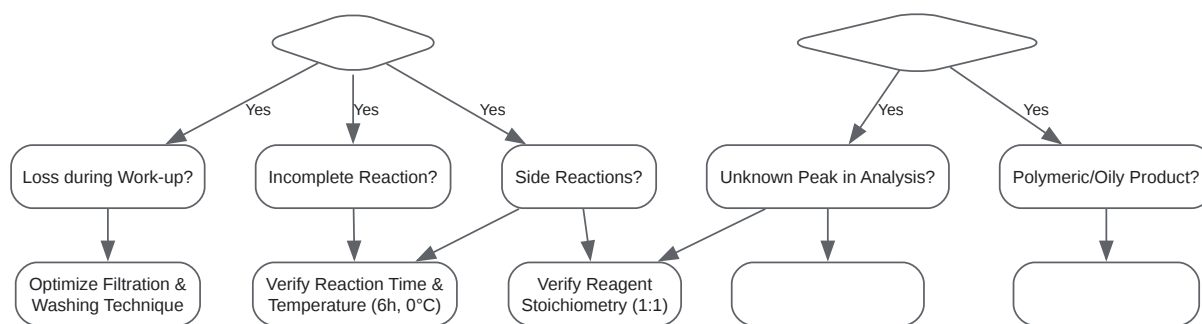 Yes
Yes
Yes
Yes
Yes
Loss during Work-up?
Incomplete Reaction?
Side Reactions?
Unknown Peak in Analysis?
Polymeric/Oily Product?
Optimize Filtration &
Washing Technique
Verify Reaction Time &
Temperature (6h, 0°C)
Verify Reagent
Stoichiometry (1:1)